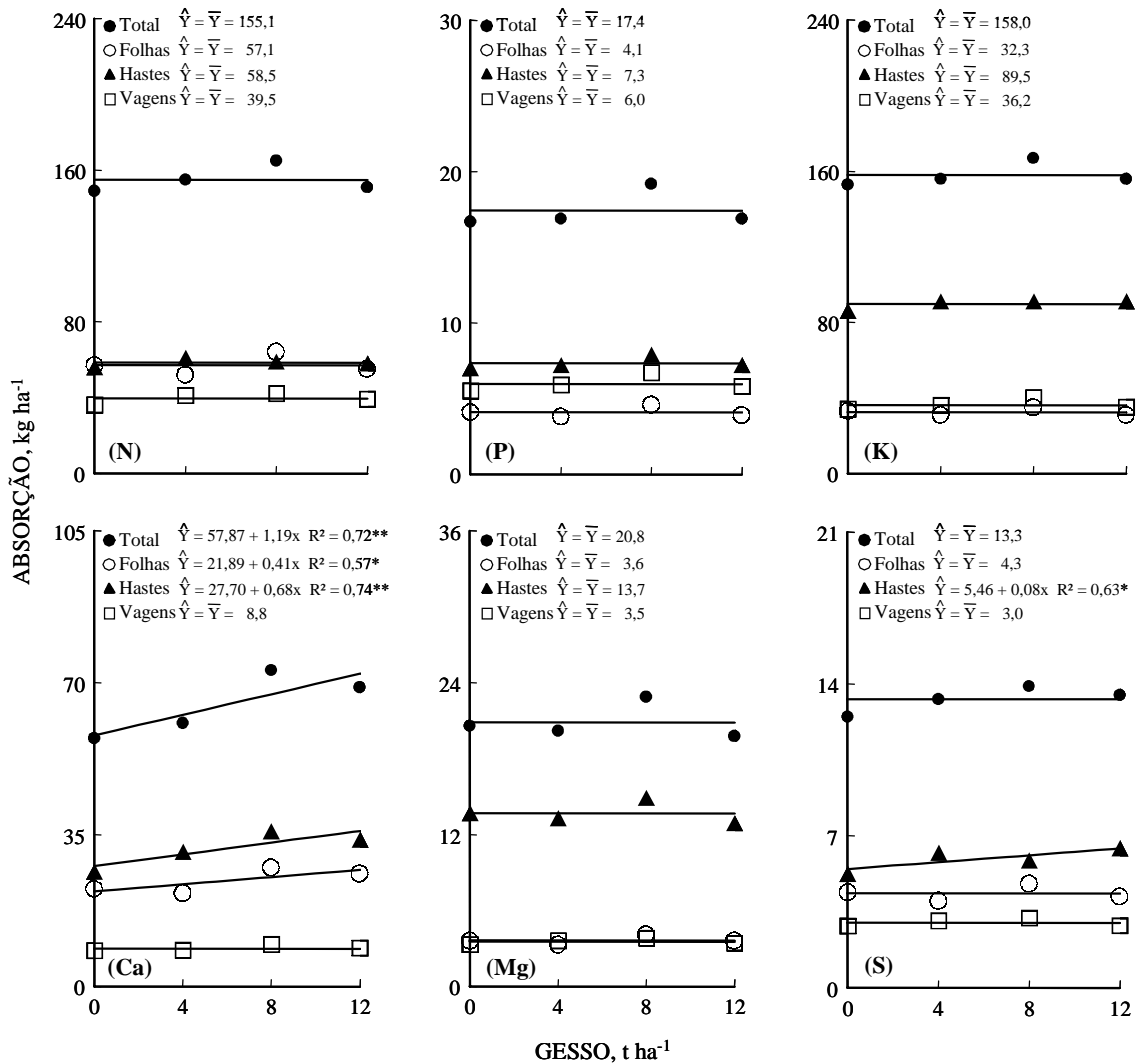 ABSORÇÃO, kg ha⁻¹
240
160
80
0
Total Ŷ = Y̅ = 155,1
Folhas Ŷ = Y̅ = 57,1
Hastes Ŷ = Y̅ = 58,5
Vagens Ŷ = Y̅ = 39,5
(N)
30
20
10
0
Total Ŷ = Y̅ = 17,4
Folhas Ŷ = Y̅ = 4,1
Hastes Ŷ = Y̅ = 7,3
Vagens Ŷ = Y̅ = 6,0
(P)
240
160
80
0
Total Ŷ = Y̅ = 158,0
Folhas Ŷ = Y̅ = 32,3
Hastes Ŷ = Y̅ = 89,5
Vagens Ŷ = Y̅ = 36,2
(K)
105
70
35
0
Total Ŷ = 57,87 + 1,19x R² = 0,72**
Folhas Ŷ = 21,89 + 0,41x R² = 0,57*
Hastes Ŷ = 27,70 + 0,68x R² = 0,74**
Vagens Ŷ = Y̅ = 8,8
(Ca)
0 4 8 12
36
24
12
0
Total Ŷ = Y̅ = 20,8
Folhas Ŷ = Y̅ = 3,6
Hastes Ŷ = Y̅ = 13,7
Vagens Ŷ = Y̅ = 3,5
(Mg)
0 4 8 12
21
14
7
0
Total Ŷ = Y̅ = 13,3
Folhas Ŷ = Y̅ = 4,3
Hastes Ŷ = 5,46 + 0,08x R² = 0,63*
Vagens Ŷ = Y̅ = 3,0
(S)
0 4 8 12
GESSO, t ha⁻¹